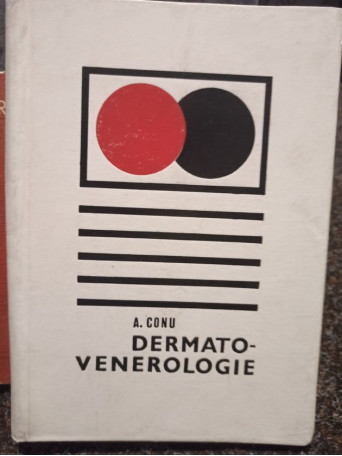 A. CONU
DERMATO-
VENEROLOGIE
R